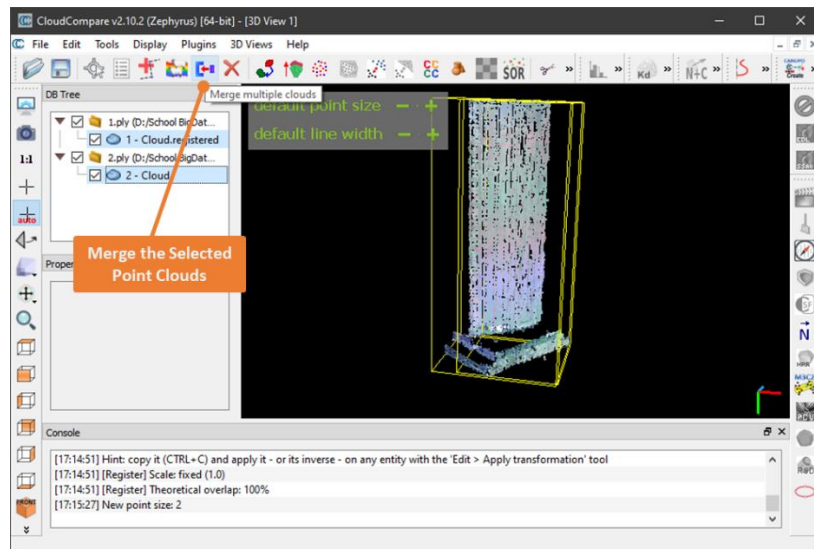 CloudCompare v2.10.2 (Zephyrus) [64-bit] - [3D View 1]
File Edit Tools Display Plugins 3D Views Help
SOR
Kd
N+C
Merge multiple clouds
DB Tree
default point size
default line width
1.ply (D:/School BigDat...
1 - Cloud.registered
2.ply (D:/School BigDat...
2 - Cloud
1:1
auto
Merge the Selected
Point Clouds
Proper
N
FRONT
Console
[17:14:51] Hint: copy it (CTRL+C) and apply it - or its inverse - on any entity with the 'Edit > Apply transformation' tool
[17:14:51] [Register] Scale: fixed (1.0)
[17:14:51] [Register] Theoretical overlap: 100%
[17:15:27] New point size: 2